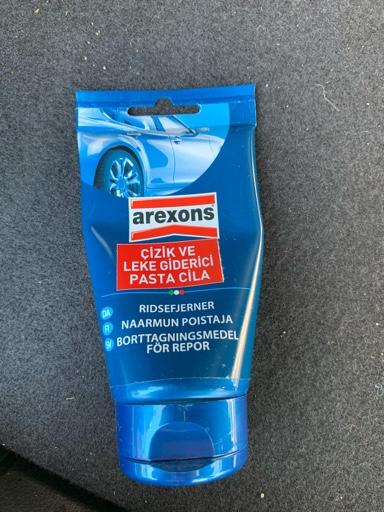 arexons
ÇİZİK VE
LEKE GİDERİCİ
PASTA CİLA
DA RIDSEFJERNER
FI NAARMUN POISTAJA
SV BORTTAGNINGSMEDEL
FÖR REPOR